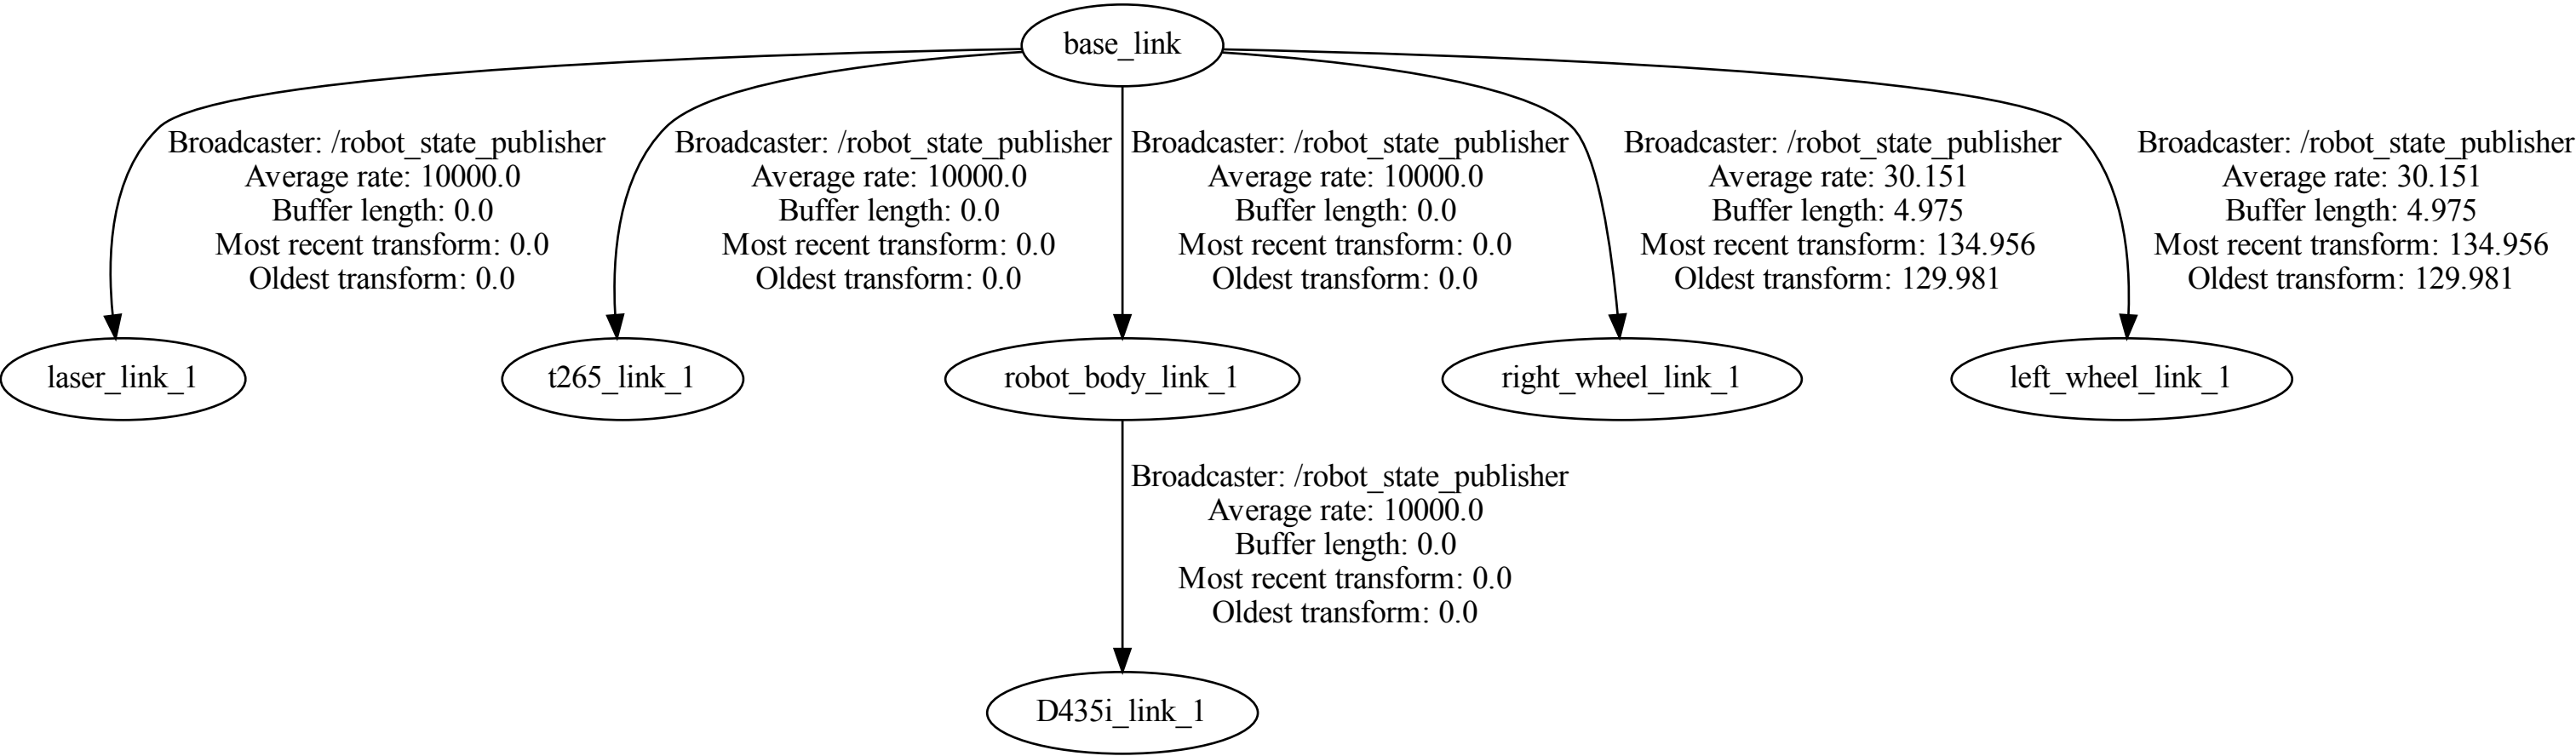 base_link
Broadcaster: /robot_state_publisher
Average rate: 10000.0
Buffer length: 0.0
Most recent transform: 0.0
Oldest transform: 0.0
Broadcaster: /robot_state_publisher
Average rate: 10000.0
Buffer length: 0.0
Most recent transform: 0.0
Oldest transform: 0.0
Broadcaster: /robot_state_publisher
Average rate: 10000.0
Buffer length: 0.0
Most recent transform: 0.0
Oldest transform: 0.0
Broadcaster: /robot_state_publisher
Average rate: 30.151
Buffer length: 4.975
Most recent transform: 134.956
Oldest transform: 129.981
Broadcaster: /robot_state_publisher
Average rate: 30.151
Buffer length: 4.975
Most recent transform: 134.956
Oldest transform: 129.981
laser_link_1
t265_link_1
robot_body_link_1
right_wheel_link_1
left_wheel_link_1
Broadcaster: /robot_state_publisher
Average rate: 10000.0
Buffer length: 0.0
Most recent transform: 0.0
Oldest transform: 0.0
D435i_link_1